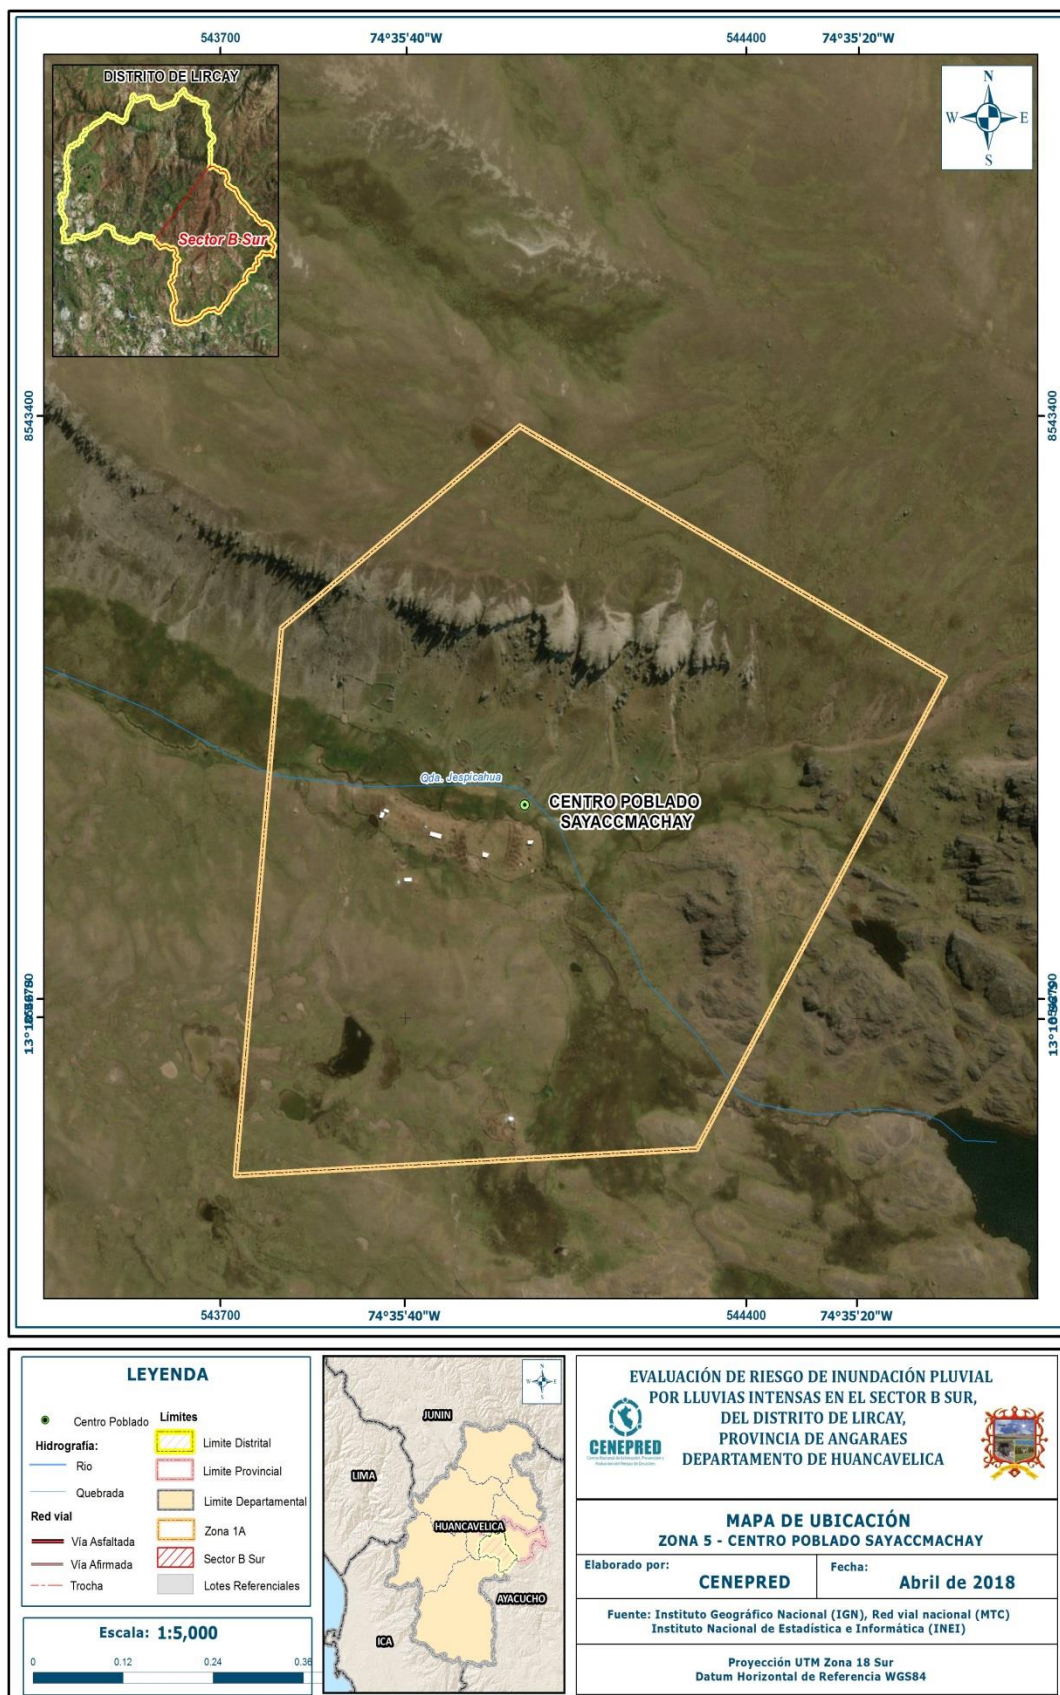 543700
74°35'40"W
544400
74°35'20"W
DISTRITO DE LIRCAY
Sector B Sur
N
W
E
S
8543400
8543400
Qda. Jespicahua
CENTRO POBLADO
SAYACCMACHAY
543700
74°35'40"W
544400
74°35'20"W
LEYENDA
Centro Poblado
Hidrografía:
Rio
Quebrada
Red vial
Vía Asfaltada
Vía Afirmada
Trocha
Límites
Limite Distrital
Limite Provincial
Limite Departamental
Zona 1A
Sector B Sur
Lotes Referenciales
Escala: 1:5,000
0 0.12 0.24 0.36
JUNIN
LIMA
HUANCAVELICA
AYACUCHO
ICA
N
W
E
S
EVALUACIÓN DE RIESGO DE INUNDACIÓN PLUVIAL
POR LLUVIAS INTENSAS EN EL SECTOR B SUR,
DEL DISTRITO DE LIRCAY,
PROVINCIA DE ANGARAES
DEPARTAMENTO DE HUANCAVELICA
CENEPRED
MAPA DE UBICACIÓN
ZONA 5 - CENTRO POBLADO SAYACCMACHAY
Elaborado por:
CENEPRED
Fecha:
Abril de 2018
Fuente: Instituto Geográfico Nacional (IGN), Red vial nacional (MTC)
Instituto Nacional de Estadística e Informática (INEI)
Proyección UTM Zona 18 Sur
Datum Horizontal de Referencia WGS84